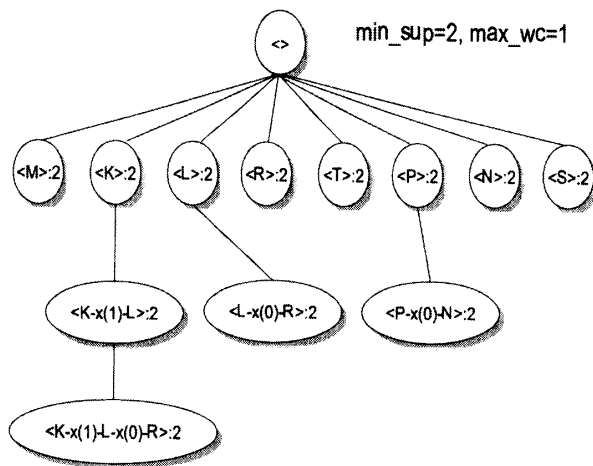 <>
min_sup=2, max_wc=1
<M>:2 <K>:2 <L>:2 <R>:2 <T>:2 <P>:2 <N>:2 <S>:2
<K-x(1)-L>:2 <L-x(0)-R>:2 <P-x(0)-N>:2
<K-x(1)-L-x(0)-R>:2